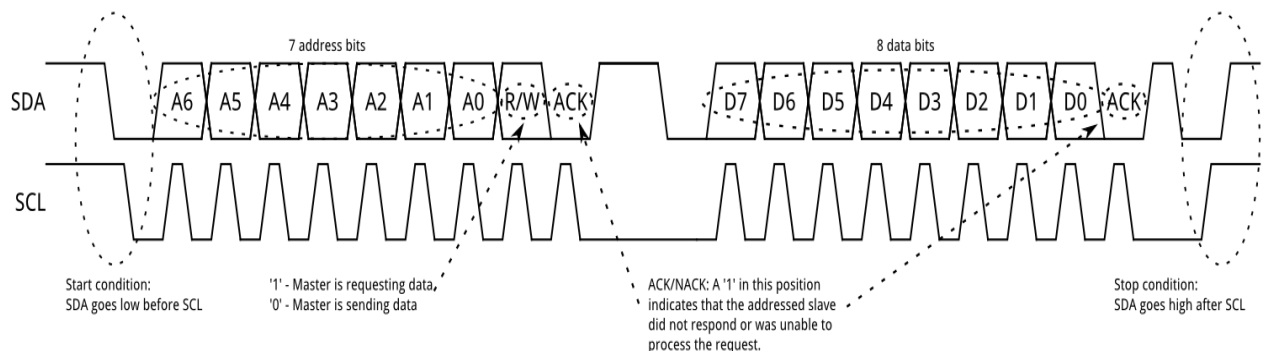 7 address bits
8 data bits
SDA
A6 A5 A4 A3 A2 A1 A0 R/W ACK
D7 D6 D5 D4 D3 D2 D1 D0 ACK
SCL
Start condition:
SDA goes low before SCL
'1' - Master is requesting data
'0' - Master is sending data
ACK/NACK: A '1' in this position
indicates that the addressed slave
did not respond or was unable to
process the request.
Stop condition:
SDA goes high after SCL